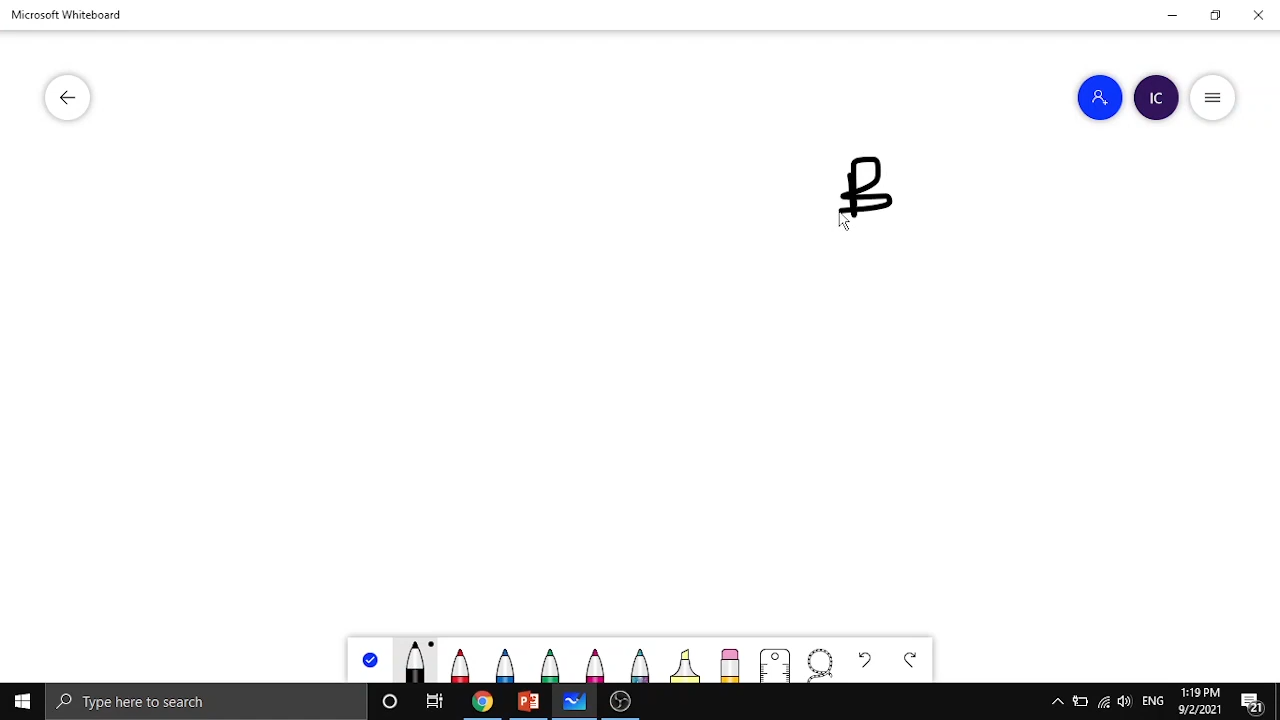 Microsoft Whiteboard
IC
B
Type here to search
ENG
1:19 PM
9/2/2021
21